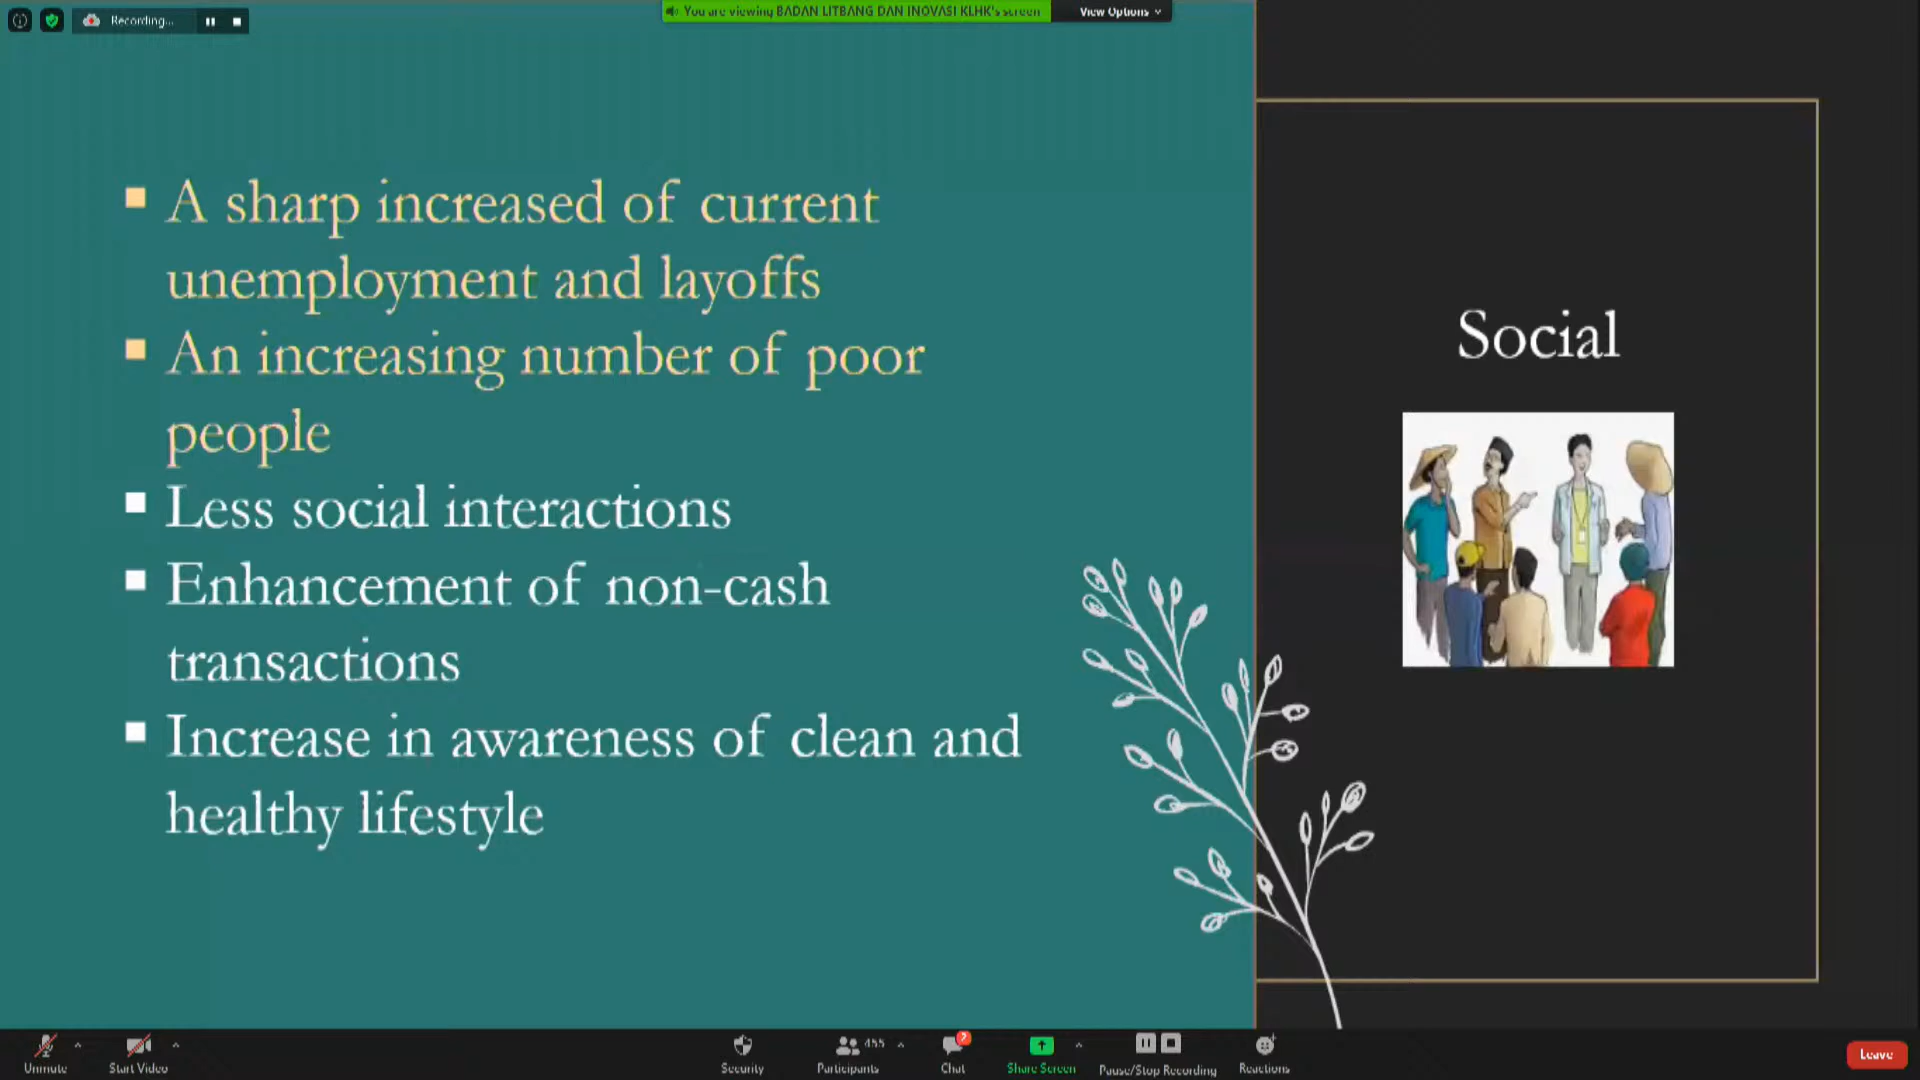 Recording...
You are viewing BADAN LITBANG DAN INOVASI KLHK's screen
View Options
A sharp increased of current
unemployment and layoffs
An increasing number of poor
people
Less social interactions
Enhancement of non-cash
transactions
Increase in awareness of clean and
healthy lifestyle
Social
Unmute
Start Video
Security
455
Participants
7
Chat
Share Screen
Pause/Stop Recording
Reactions
Leave